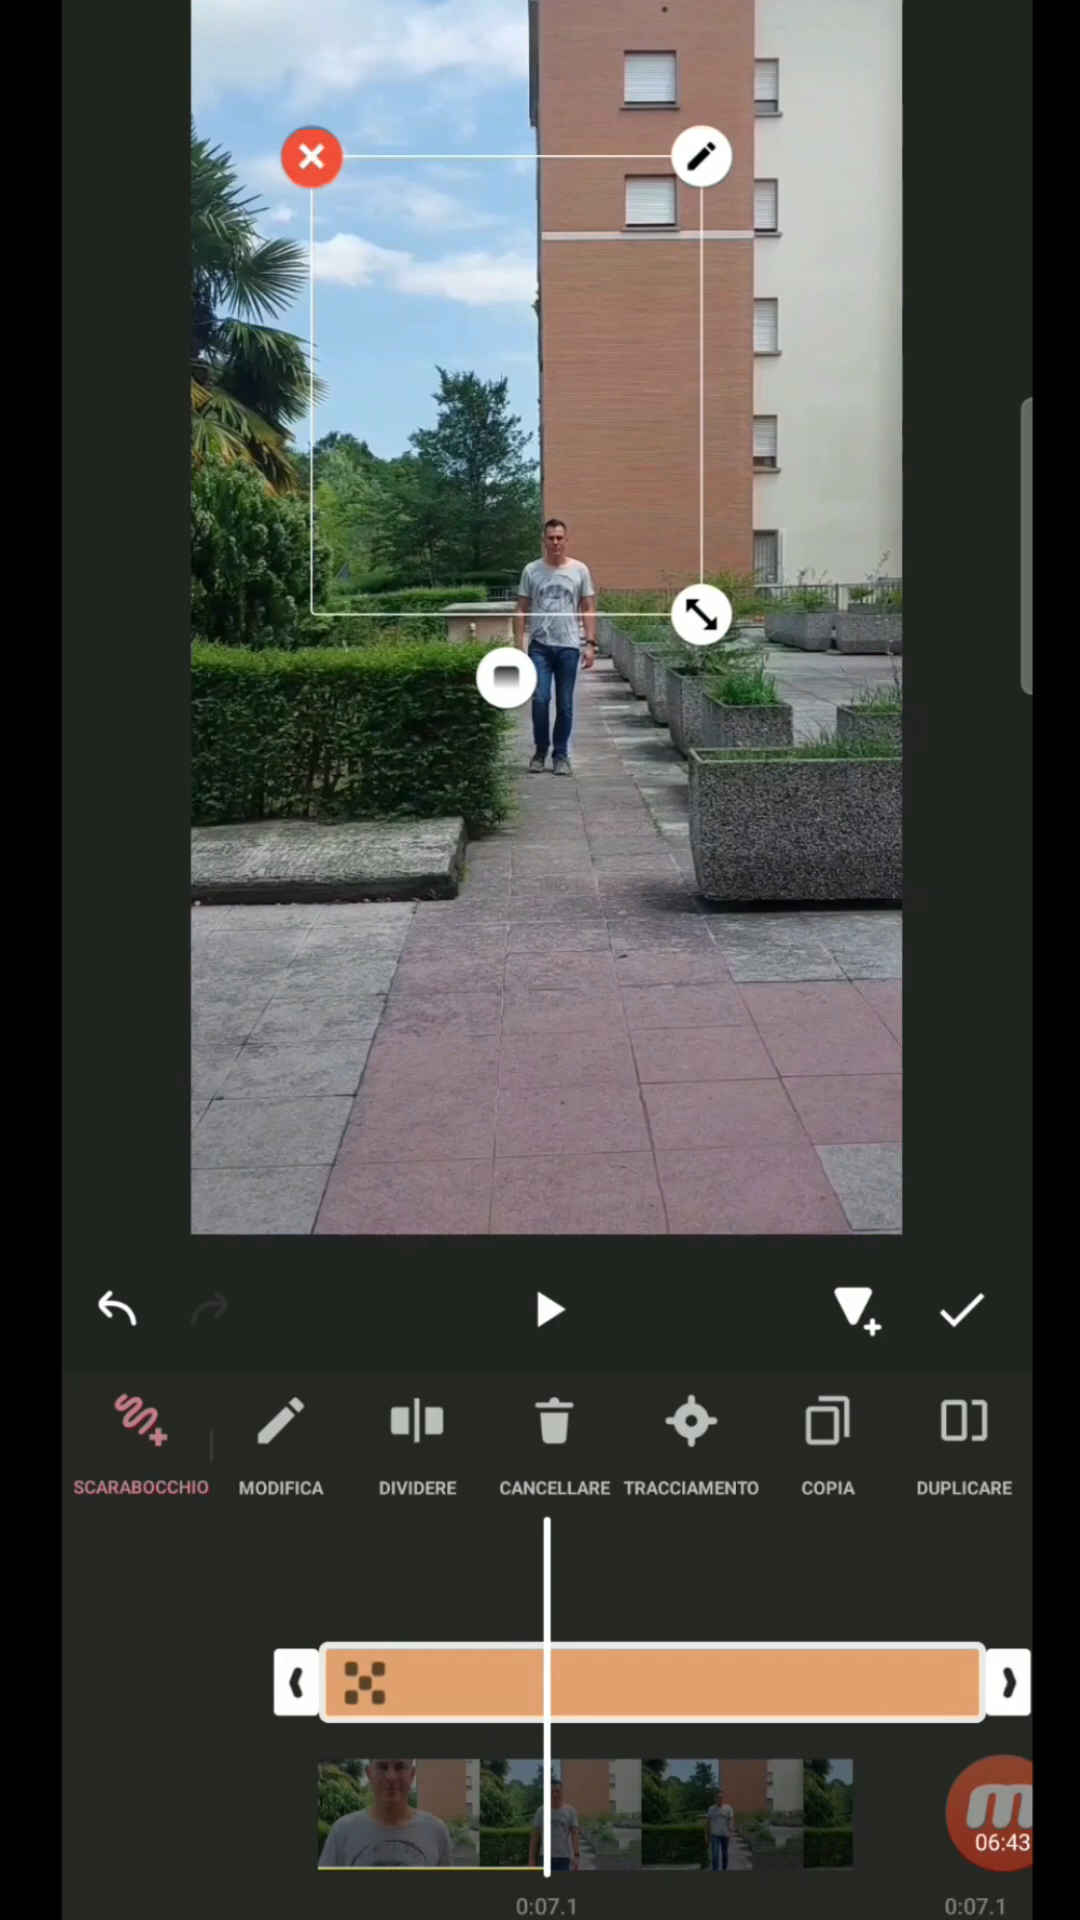 SCARABOCCHIO
MODIFICA
DIVIDERE
CANCELLARE
TRACCIAMENTO
COPIA
DUPLICARE
06:43
0:07.1
0:07.1